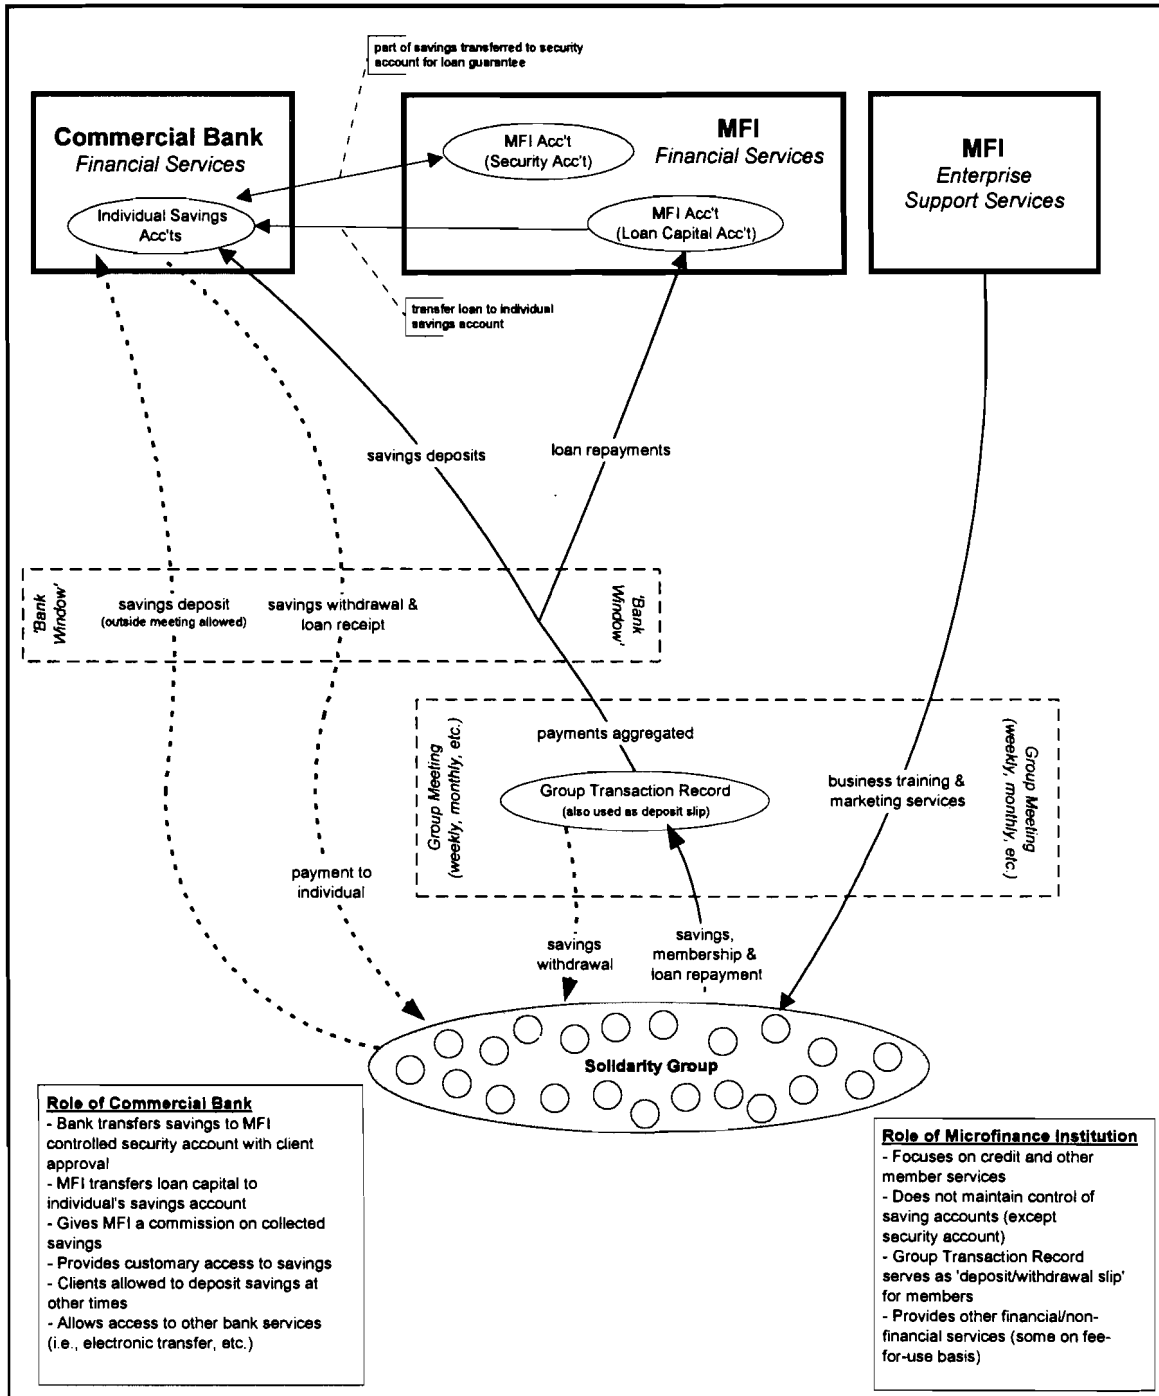 part of savings transferred to security
account for loan guarantee
Commercial Bank
Financial Services
Individual Savings
Acc'ts
MFI Acc't
(Security Acc't)
MFI
Financial Services
MFI Acc't
(Loan Capital Acc't)
MFI
Enterprise
Support Services
transfer loan to individual
savings account
savings deposits
loan repayments
'Bank
Window'
savings deposit
(outside meeting allowed)
savings withdrawal &
loan receipt
'Bank
Window'
Group Meeting
(weekly, monthly, etc.)
payments aggregated
Group Transaction Record
(also used as deposit slip)
business training &
marketing services
Group Meeting
(weekly, monthly,
etc.)
payment to
individual
savings
withdrawal
savings,
membership &
loan repayment
Solidarity Group
Role of Commercial Bank
- Bank transfers savings to MFI
controlled security account with client
approval
- MFI transfers loan capital to
individual's savings account
- Gives MFI a commission on collected
savings
- Provides customary access to savings
- Clients allowed to deposit savings at
other times
- Allows access to other bank services
(i.e., electronic transfer, etc.)
Role of Microfinance Institution
- Focuses on credit and other
member services
- Does not maintain control of
saving accounts (except
security account)
- Group Transaction Record
serves as 'deposit/withdrawal slip'
for members
- Provides other financial/non-
financial services (some on fee-
for-use basis)